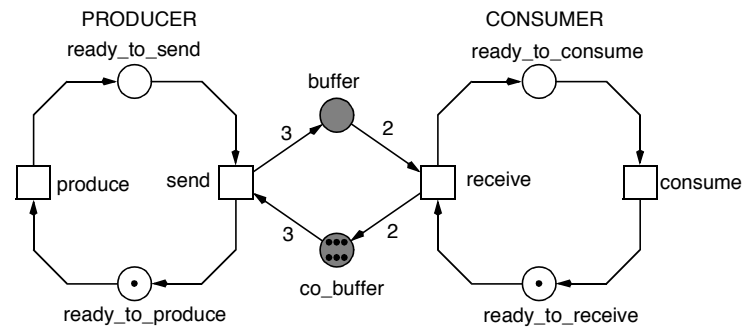 PRODUCER
CONSUMER
ready_to_send
ready_to_consume
buffer
3
2
produce
send
receive
consume
3
2
co_buffer
ready_to_produce
ready_to_receive